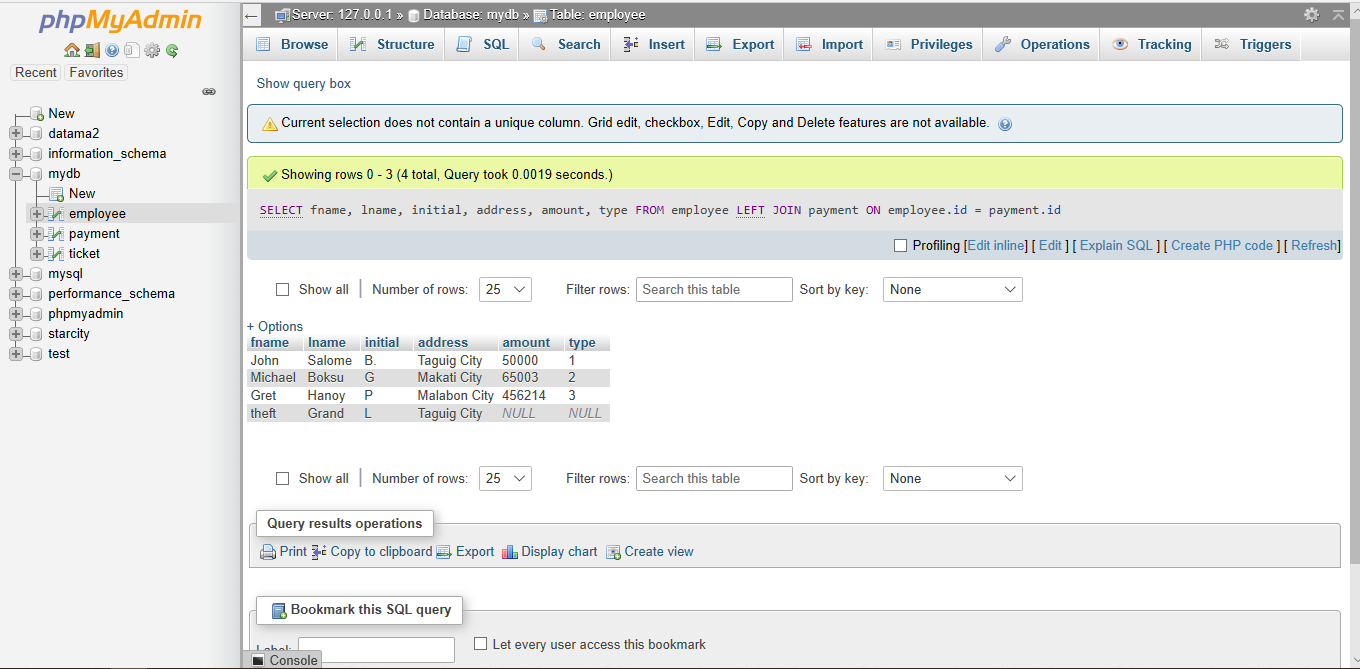 phpMyAdmin
Recent Favorites
New
datama2
information_schema
mydb
New
employee
payment
ticket
mysql
performance_schema
phpmyadmin
starcity
test
Server: 127.0.0.1 » Database: mydb » Table: employee
Browse Structure SQL Search Insert Export Import Privileges Operations Tracking Triggers
Show query box
Current selection does not contain a unique column. Grid edit, checkbox, Edit, Copy and Delete features are not available.
Showing rows 0 - 3 (4 total, Query took 0.0019 seconds.)
SELECT fname, lname, initial, address, amount, type FROM employee LEFT JOIN payment ON employee.id = payment.id
Profiling [Edit inline] [ Edit ] [ Explain SQL ] [ Create PHP code ] [ Refresh]
Show all Number of rows: 25 Filter rows: Search this table Sort by key: None
+ Options
fname lname initial address amount type
John Salome B. Taguig City 50000 1
Michael Boksu G Makati City 65003 2
Gret Hanoy P Malabon City 456214 3
theft Grand L Taguig City NULL NULL
Show all Number of rows: 25 Filter rows: Search this table Sort by key: None
Query results operations
Print Copy to clipboard Export Display chart Create view
Bookmark this SQL query
Label: Let every user access this bookmark
Console